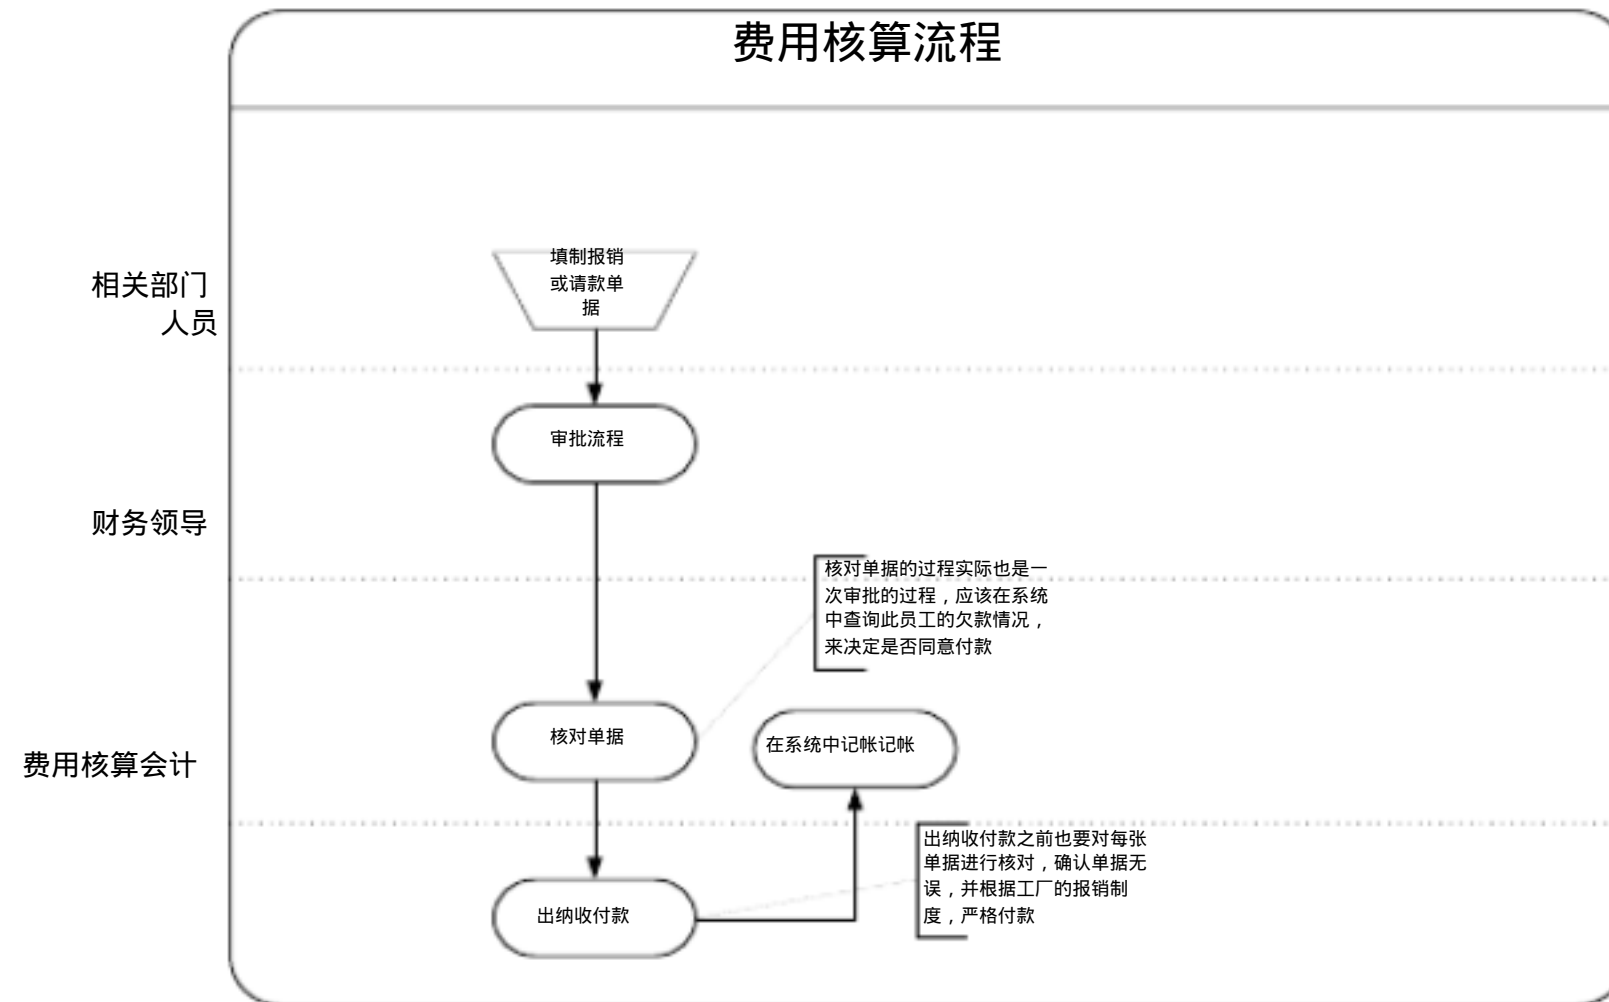 费用核算流程
相关部门
人员
填制报销
或请款单
据
审批流程
财务领导
核对单据的过程实际也是一
次审批的过程，应该在系统
中查询此员工的欠款情况，
来决定是否同意付款
费用核算会计
核对单据
在系统中记帐记帐
出纳收付款之前也要对每张
单据进行核对，确认单据无
误，并根据工厂的报销制
度，严格付款
出纳收付款